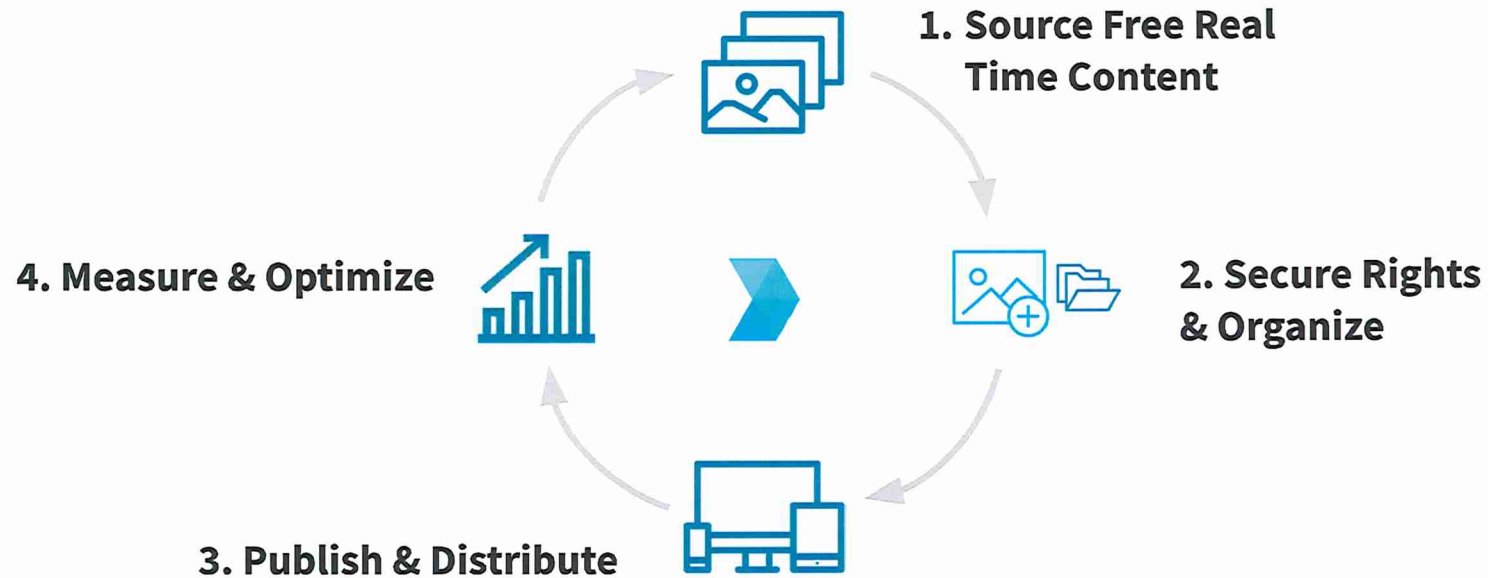 1. Source Free Real
Time Content
2. Secure Rights
& Organize
3. Publish & Distribute
4. Measure & Optimize